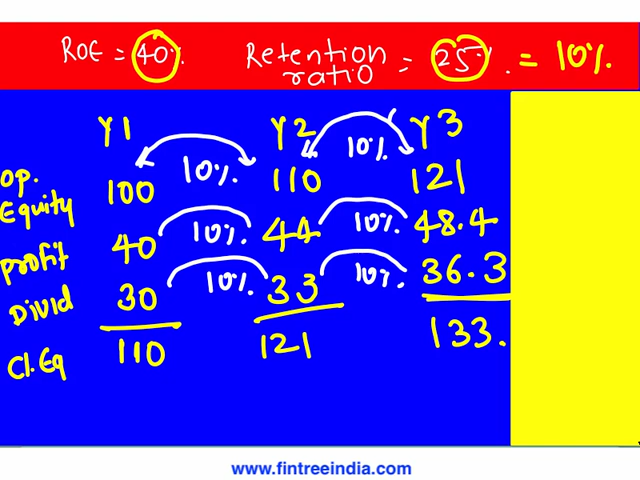 ROE = 40% Retention ratio = 25% = 10%
Y1 Y2 Y3
Op. Equity 100 10% 110 10% 121
Profit 40 10% 44 10% 48.4
Divid 30 10% 33 10% 36.3
Cl. Eq 110 121 133.
www.fintreeindia.com